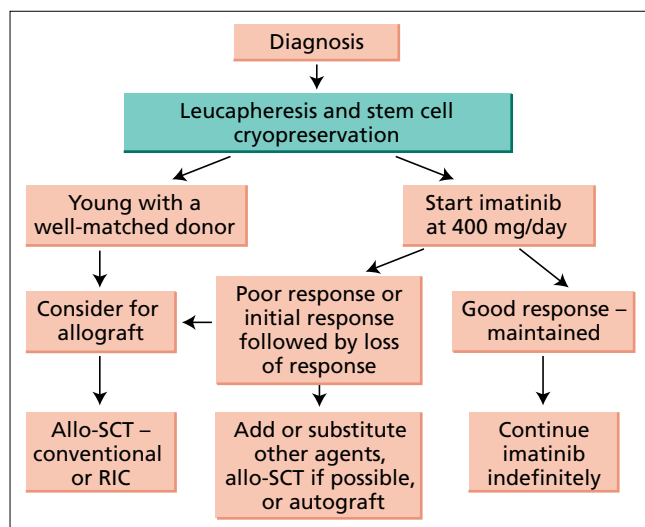 Diagnosis
Leucapheresis and stem cell
cryopreservation
Young with a
well-matched donor
Start imatinib
at 400 mg/day
Consider for
allograft
Poor response or
initial response
followed by loss
of response
Good response –
maintained
Allo-SCT –
conventional
or RIC
Add or substitute
other agents,
allo-SCT if possible,
or autograft
Continue
imatinib
indefinitely